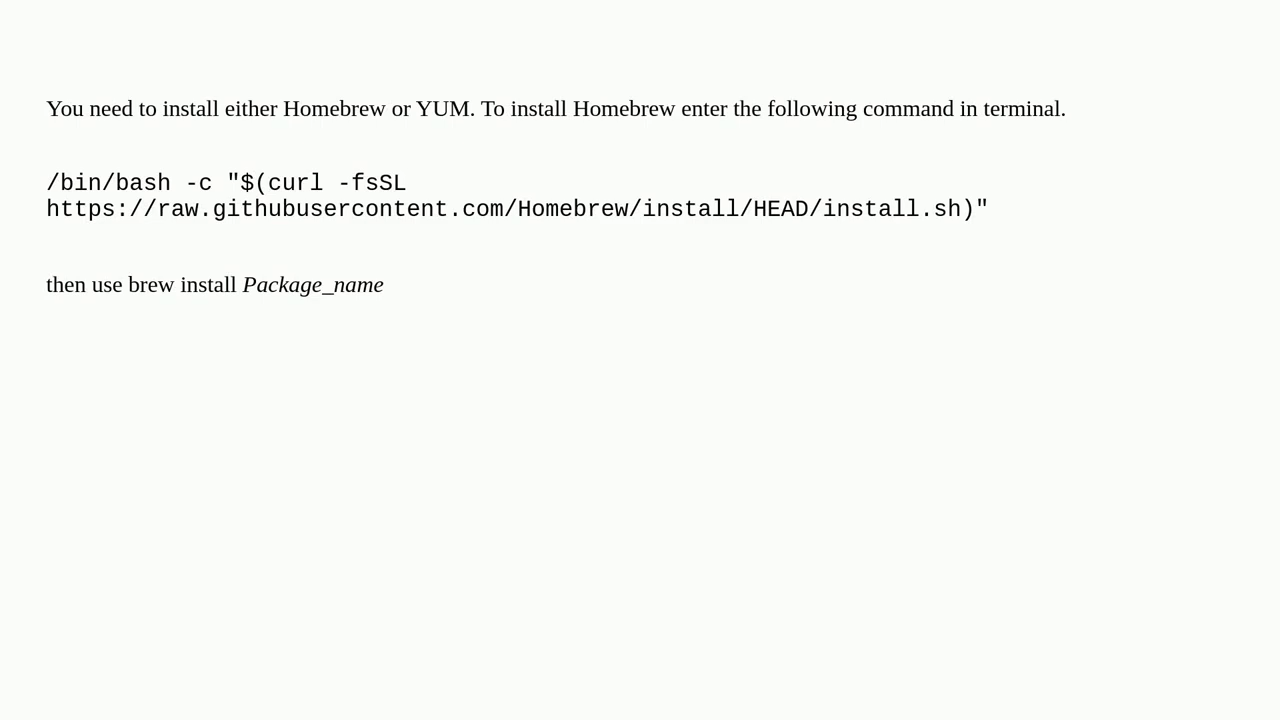 You need to install either Homebrew or YUM. To install Homebrew enter the following command in terminal.
/bin/bash -c "$(curl -fsSL
https://raw.githubusercontent.com/Homebrew/install/HEAD/install.sh)"
then use brew install Package_name